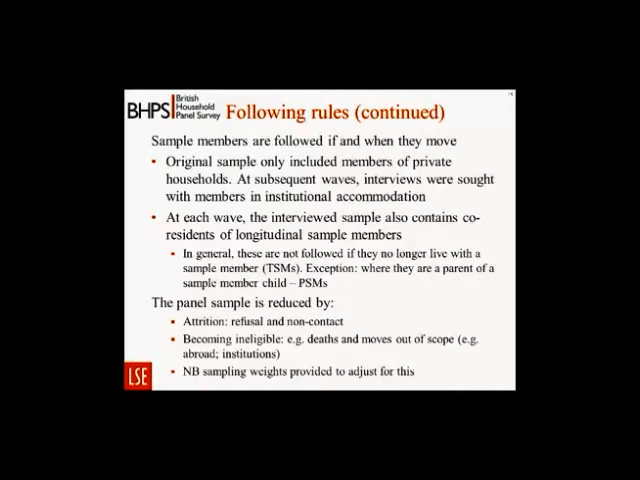 BHPS British Household Panel Survey
Following rules (continued)
Sample members are followed if and when they move
• Original sample only included members of private
households. At subsequent waves, interviews were sought
with members in institutional accommodation
• At each wave, the interviewed sample also contains co-
residents of longitudinal sample members
• In general, these are not followed if they no longer live with a
sample member (TSMs). Exception: where they are a parent of a
sample member child – PSMs
The panel sample is reduced by:
• Attrition: refusal and non-contact
• Becoming ineligible: e.g. deaths and moves out of scope (e.g.
abroad; institutions)
• NB sampling weights provided to adjust for this
LSE